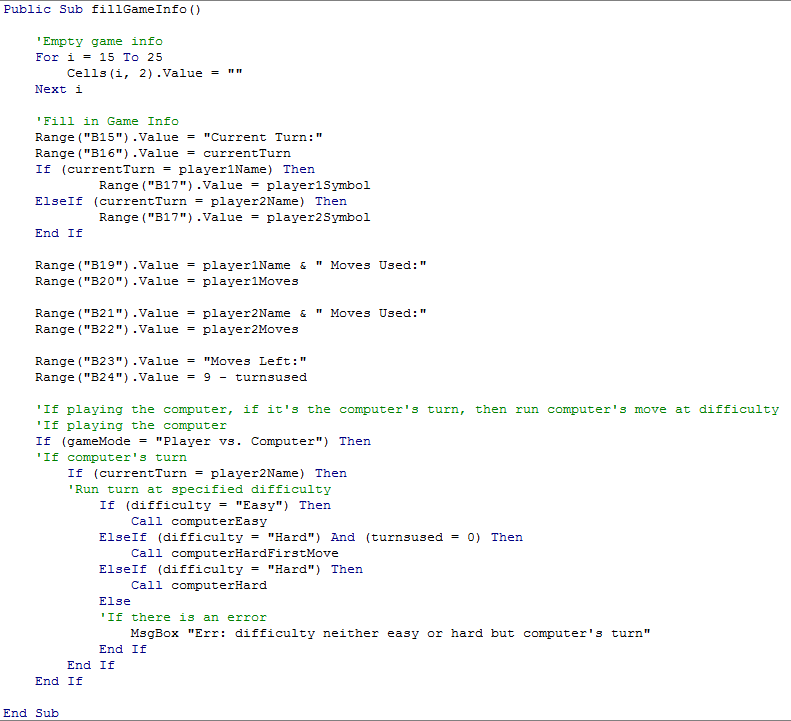 Public Sub fillGameInfo()

    'Empty game info
    For i = 15 To 25
        Cells(i, 2).Value = ""
    Next i

    'Fill in Game Info
    Range("B15").Value = "Current Turn:"
    Range("B16").Value = currentTurn
    If (currentTurn = player1Name) Then
            Range("B17").Value = player1Symbol
    ElseIf (currentTurn = player2Name) Then
            Range("B17").Value = player2Symbol
    End If

    Range("B19").Value = player1Name & " Moves Used:"
    Range("B20").Value = player1Moves

    Range("B21").Value = player2Name & " Moves Used:"
    Range("B22").Value = player2Moves

    Range("B23").Value = "Moves Left:"
    Range("B24").Value = 9 - turnsused

    'If playing the computer, if it's the computer's turn, then run computer's move at difficulty
    'If playing the computer
    If (gameMode = "Player vs. Computer") Then
    'If computer's turn
        If (currentTurn = player2Name) Then
        'Run turn at specified difficulty
            If (difficulty = "Easy") Then
                Call computerEasy
            ElseIf (difficulty = "Hard") And (turnsused = 0) Then
                Call computerHardFirstMove
            ElseIf (difficulty = "Hard") Then
                Call computerHard
            Else
            'If there is an error
                MsgBox "Err: difficulty neither easy or hard but computer's turn"
            End If
        End If
    End If

End Sub